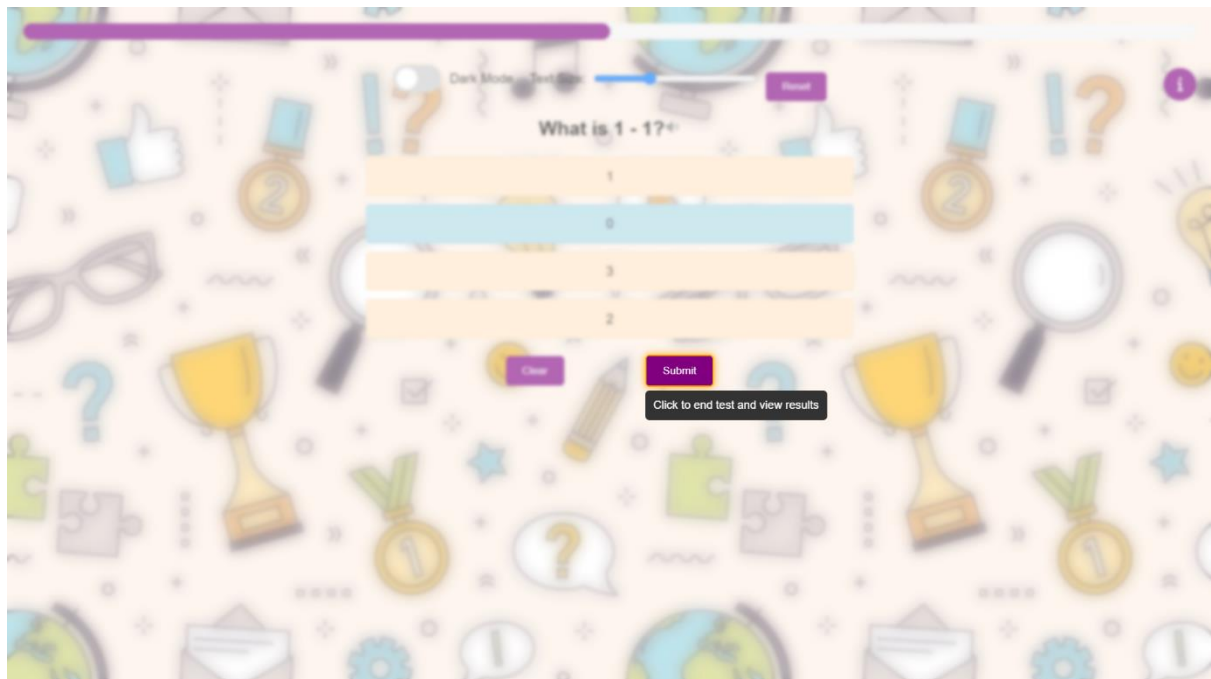 Dark Mode Text Size:
Reset
i
What is 1 - 1?
1
0
3
2
Clear
Submit
Click to end test and view results